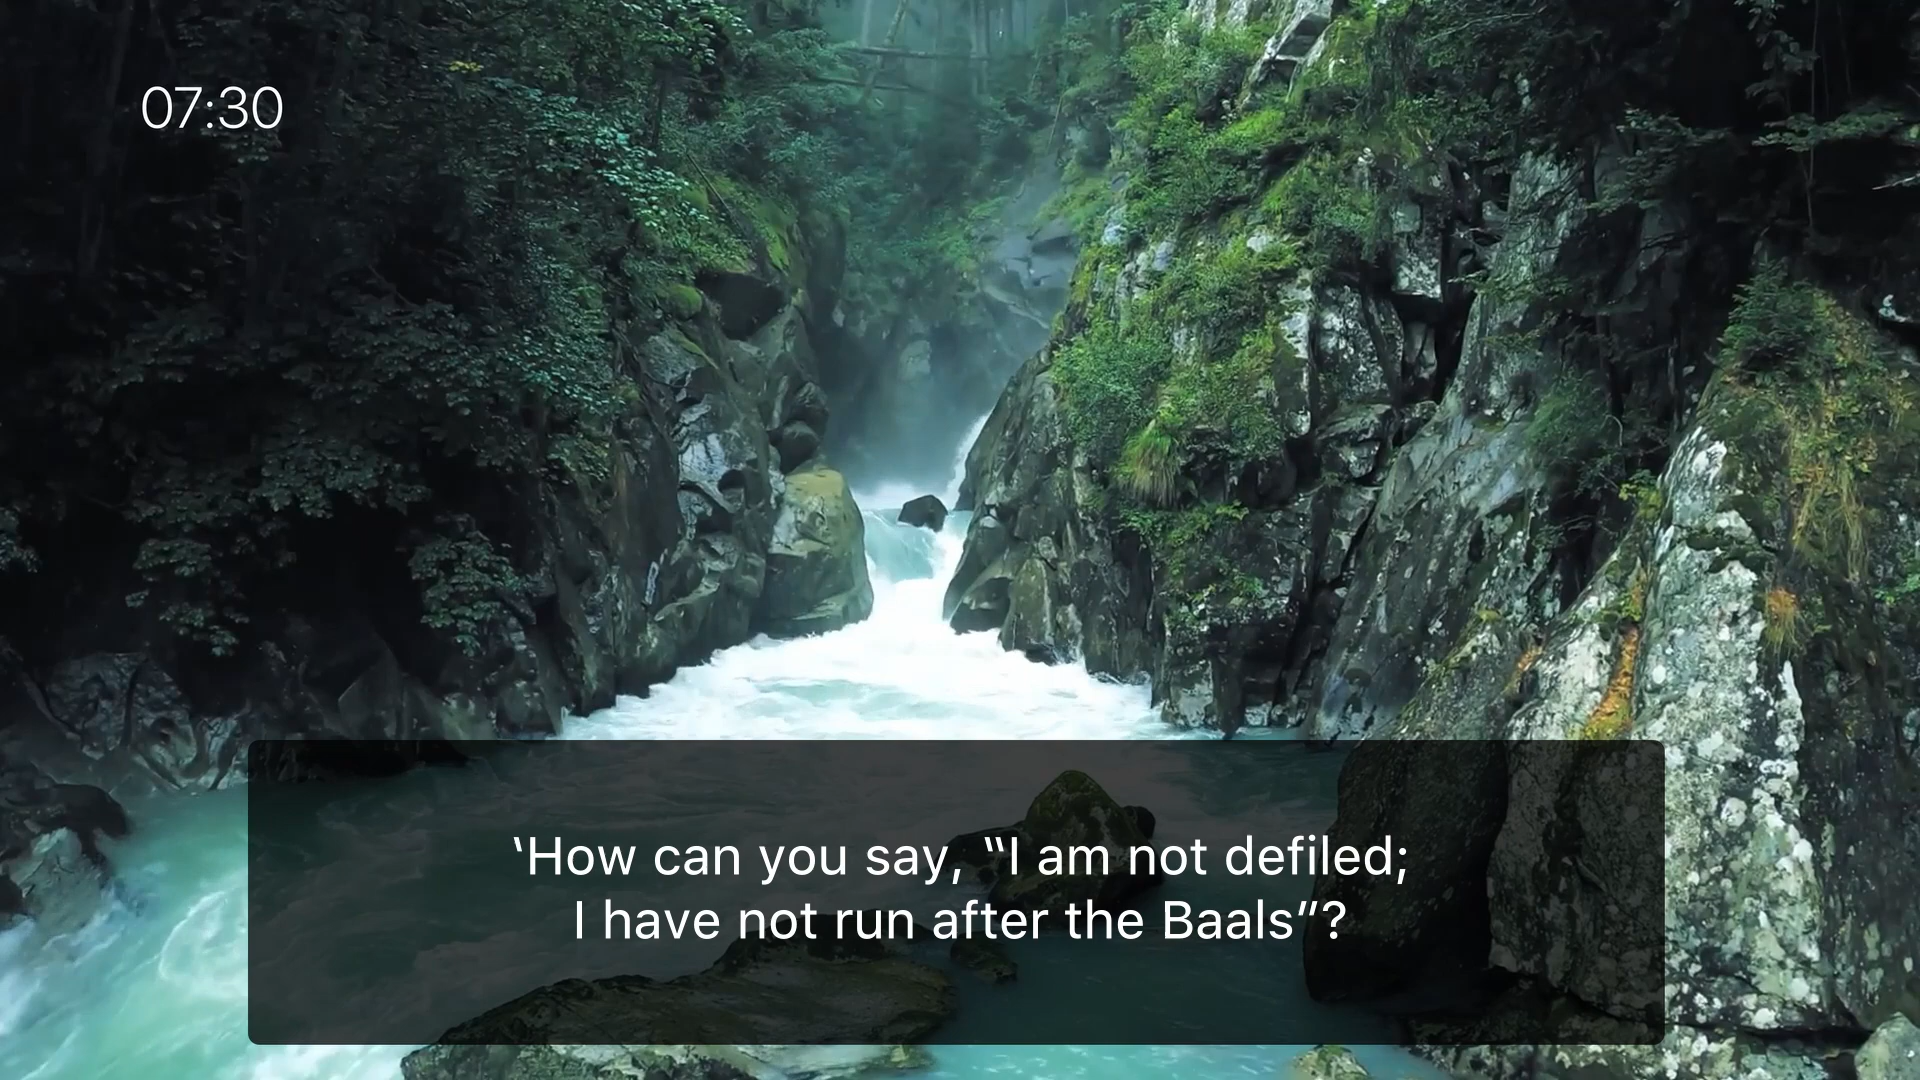 07:30
‘How can you say, “I am not defiled;
I have not run after the Baals”?